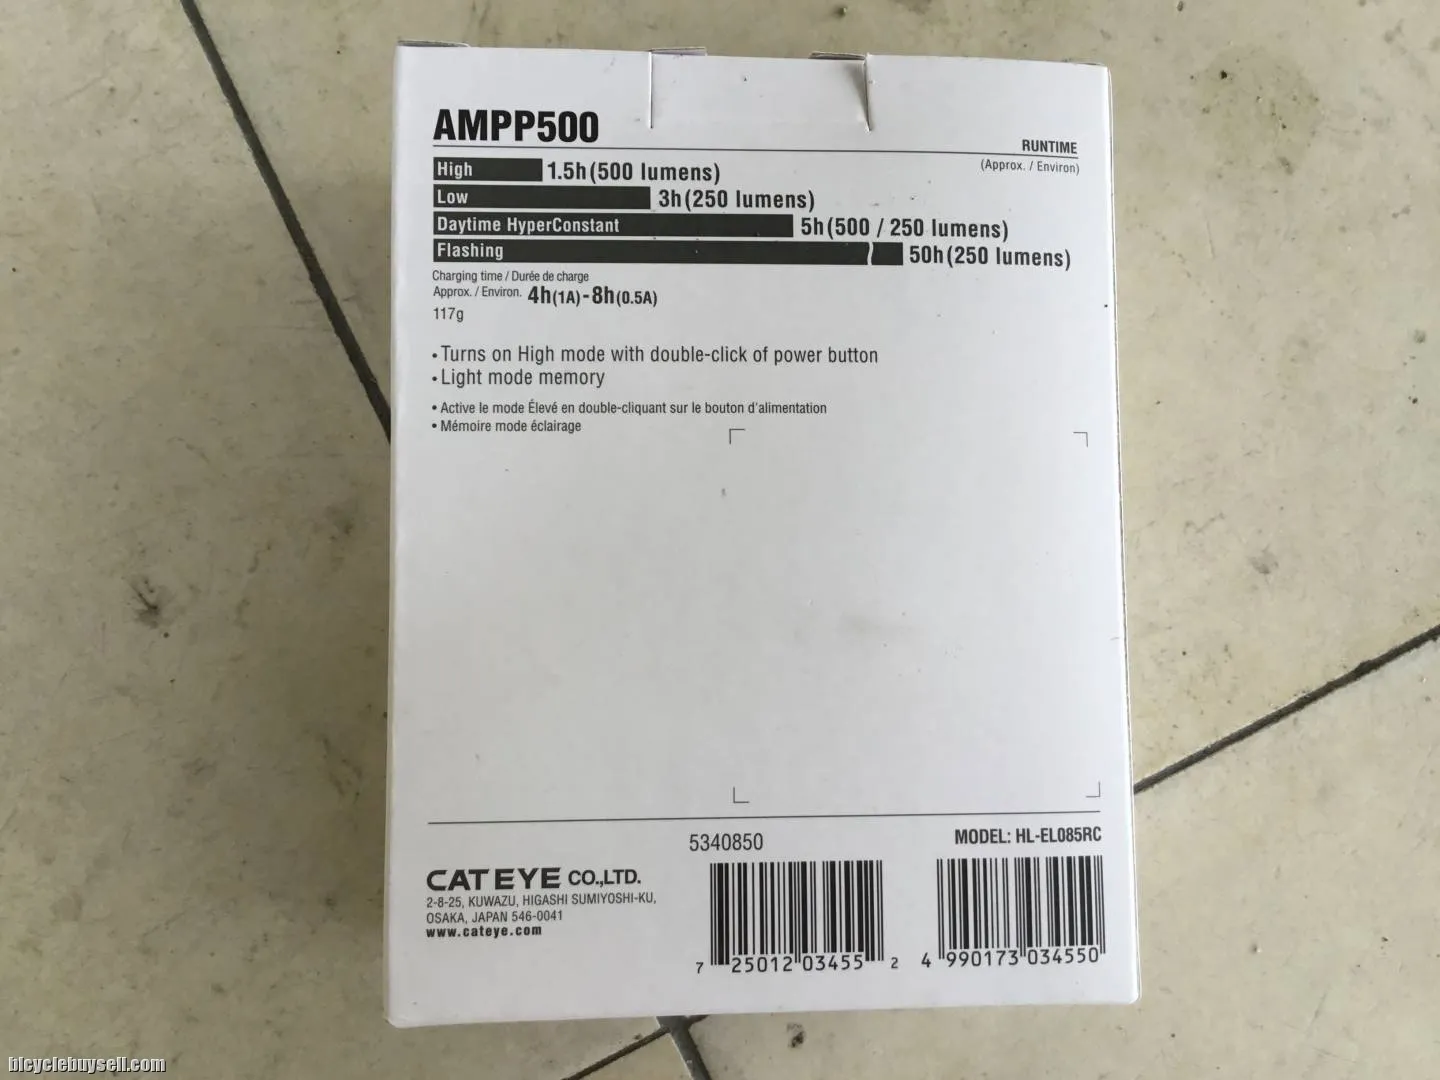 AMPP500
RUNTIME
(Approx. / Environ)
High 1.5h(500 lumens)
Low 3h(250 lumens)
Daytime HyperConstant 5h(500 / 250 lumens)
Flashing 50h(250 lumens)
Charging time / Durée de charge
Approx. / Environ. 4h(1A)-8h(0.5A)
117g
• Turns on High mode with double-click of power button
• Light mode memory
• Active le mode Élevé en double-cliquant sur le bouton d'alimentation
• Mémoire mode éclairage
5340850
MODEL: HL-EL085RC
CATEYE CO.,LTD.
2-8-25, KUWAZU, HIGASHI SUMIYOSHI-KU,
OSAKA, JAPAN 546-0041
www.cateye.com
7 25012 03455 2
4 990173 034550
bicyclebuysell.com